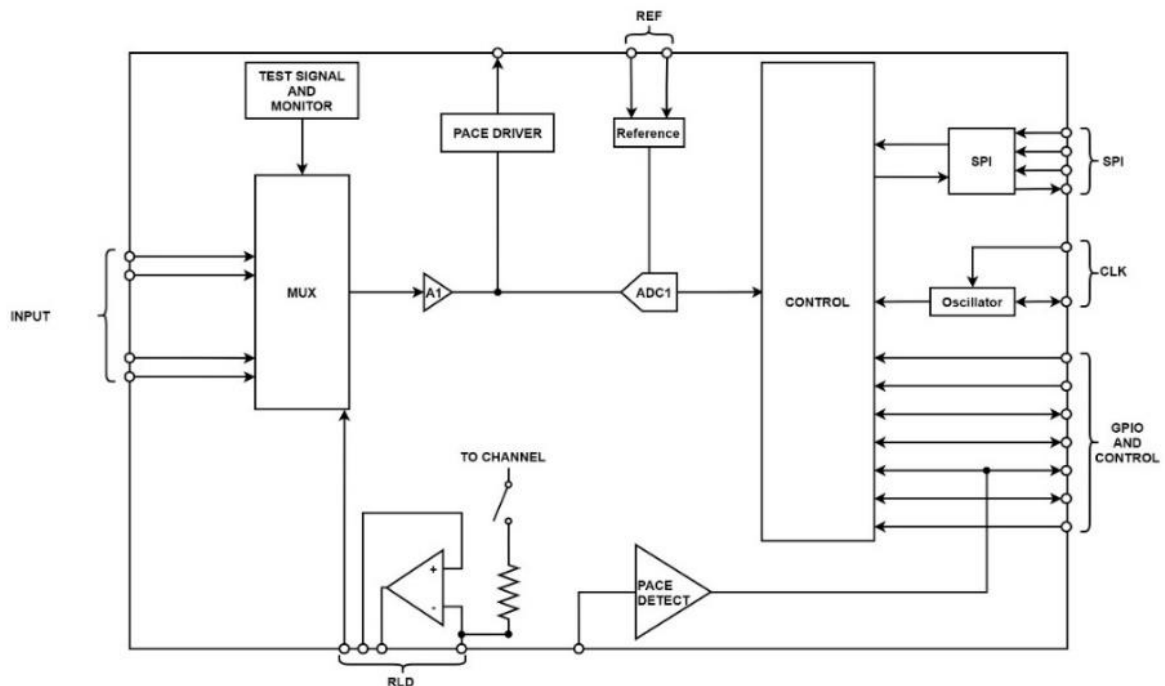 REF
TEST SIGNAL
AND
MONITOR
PACE DRIVER
Reference
SPI
SPI
INPUT
MUX
A1
ADC1
CONTROL
Oscillator
CLK
GPIO
AND
CONTROL
TO CHANNEL
+
-
PACE
DETECT
RLD